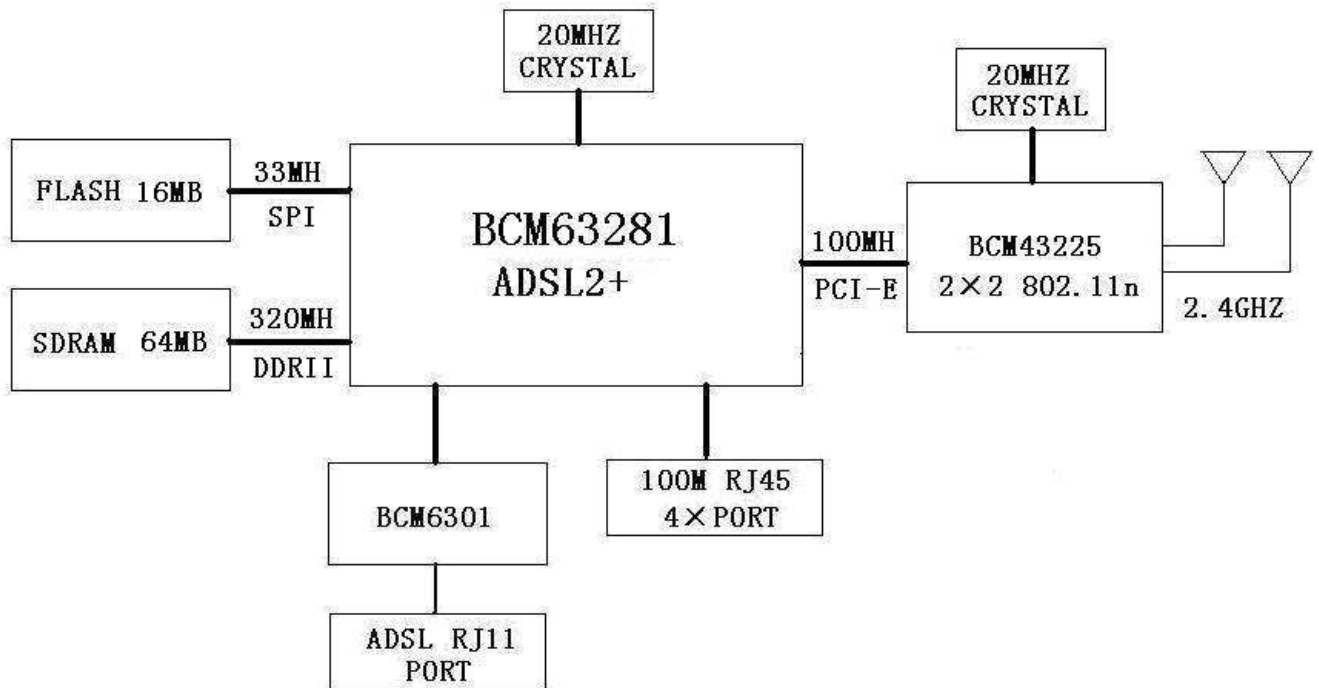 20MHZ
CRYSTAL
20MHZ
CRYSTAL
FLASH 16MB
33MH
SPI
BCM63281
ADSL2+
100MH
PCI-E
BCM43225
2×2 802.11n
2.4GHZ
SDRAM 64MB
320MH
DDRII
BCM6301
100M RJ45
4×PORT
ADSL RJ11
PORT